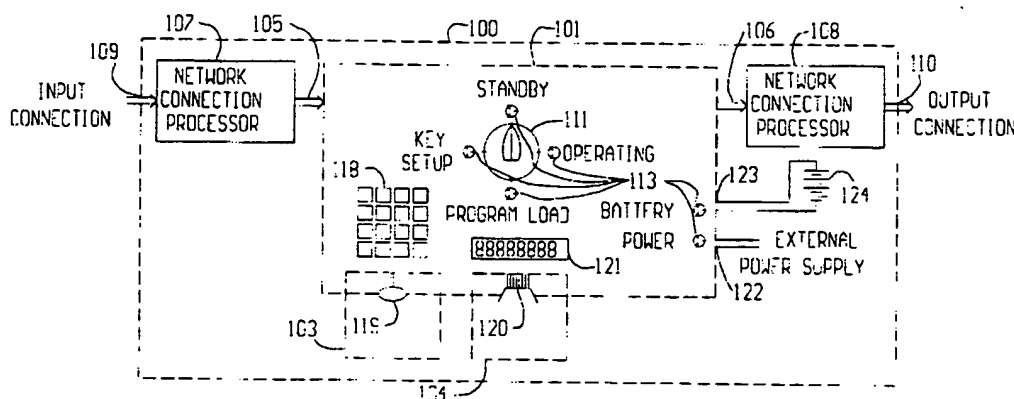 107
105
100
101
106
108
109
110
INPUT
CONNECTION
NETWORK
CONNECTION
PROCESSOR
STANDBY
111
KEY
SETUP
OPERATING
118
113
PROGRAM LOAD
BATTERY
POWER
88888888
121
123
124
NETWORK
CONNECTION
PROCESSOR
OUTPUT
CONNECTION
EXTERNAL
POWER SUPPLY
122
103
119
120
104